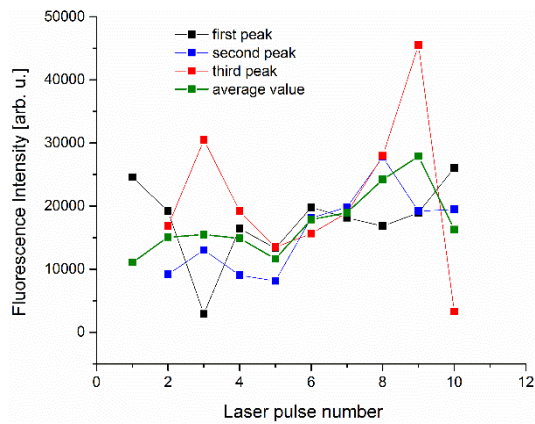 50000
40000
30000
20000
10000
0
Fluorescence Intensity [arb. u.]
first peak
second peak
third peak
average value
0 2 4 6 8 10 12
Laser pulse number